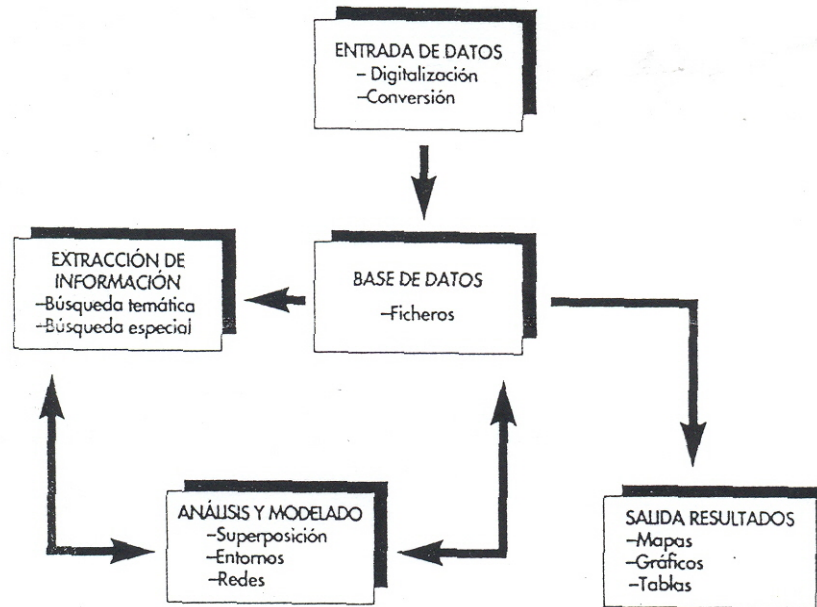 ENTRADA DE DATOS
–Digitalización
–Conversión
EXTRACCIÓN DE
INFORMACIÓN
–Búsqueda temática
–Búsqueda especial
BASE DE DATOS
–Ficheros
ANÁLISIS Y MODELADO
–Superposición
–Entornos
–Redes
SALIDA RESULTADOS
–Mapas
–Gráficos
–Tablas